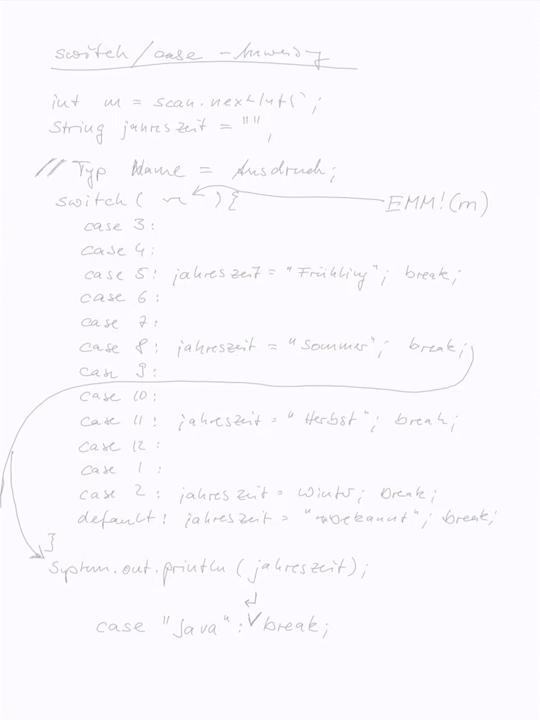 switch/case - Anweisung
int m = scan.nextInt();
String jahreszeit = "";
// Typ Name = Ausdruck;
switch( m ){ EMM!(m)
case 3:
case 4:
case 5: jahreszeit = "Frühling"; break;
case 6:
case 7:
case 8: jahreszeit = "Sommer"; break;
case 9:
case 10:
case 11: jahreszeit = "Herbst"; break;
case 12:
case 1:
case 2: jahreszeit = Winter; break;
default: jahreszeit = "unbekannt"; break;
}
System.out.println(jahreszeit);
↲
case "Java": break;